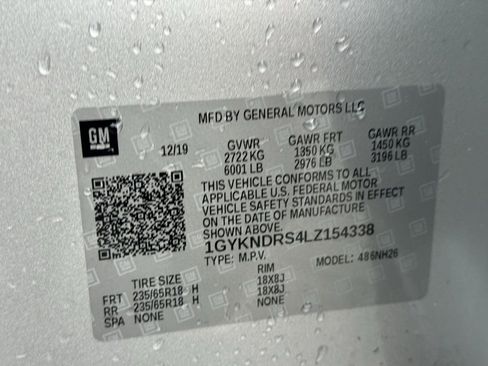 MFD BY GENERAL MOTORS LLC
GM
12/19 GVWR GAWR FRT GAWR RR
2722 KG 1350 KG 1450 KG
6001 LB 2976 LB 3196 LB
THIS VEHICLE CONFORMS TO ALL
APPLICABLE U.S. FEDERAL MOTOR
VEHICLE SAFETY STANDARDS IN EFFECT
ON THE DATE OF MANUFACTURE
SHOWN ABOVE.
1GYKNDRS4LZ154338
TYPE: M.P.V. MODEL: 486NH26
TIRE SIZE RIM
FRT 235/65R18 H 18X8J
RR 235/65R18 H 18X8J
SPA NONE NONE